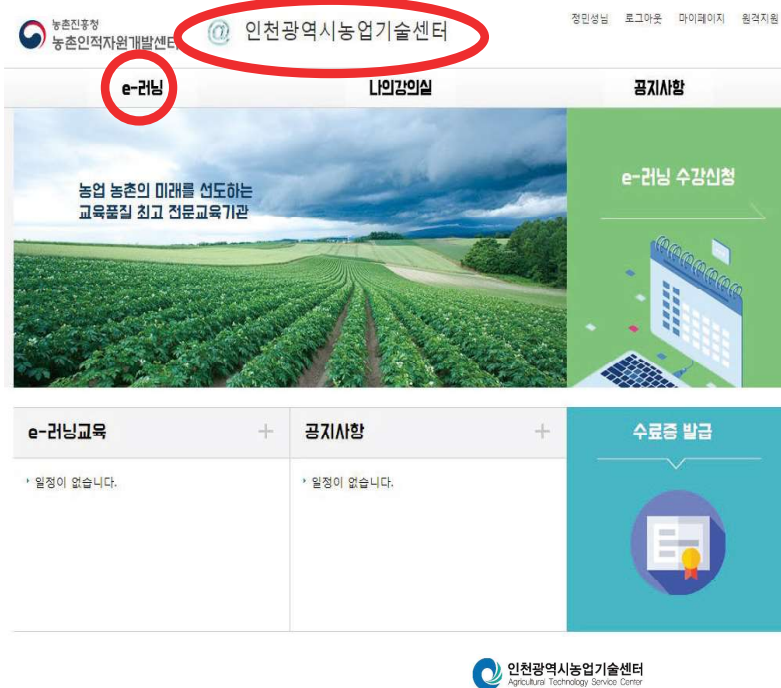 농촌진흥청
농촌인적자원개발센터
@ 인천광역시농업기술센터
정민성님 로그아웃 마이페이지 원격지원
e-러닝 나의강의실 공지사항
농업 농촌의 미래를 선도하는
교육품질 최고 전문교육기관
e-러닝 수강신청
e-러닝교육 +
공지사항 +
수료증 발급
일정이 없습니다.
일정이 없습니다.
인천광역시농업기술센터
Agricultural Technology Service Center